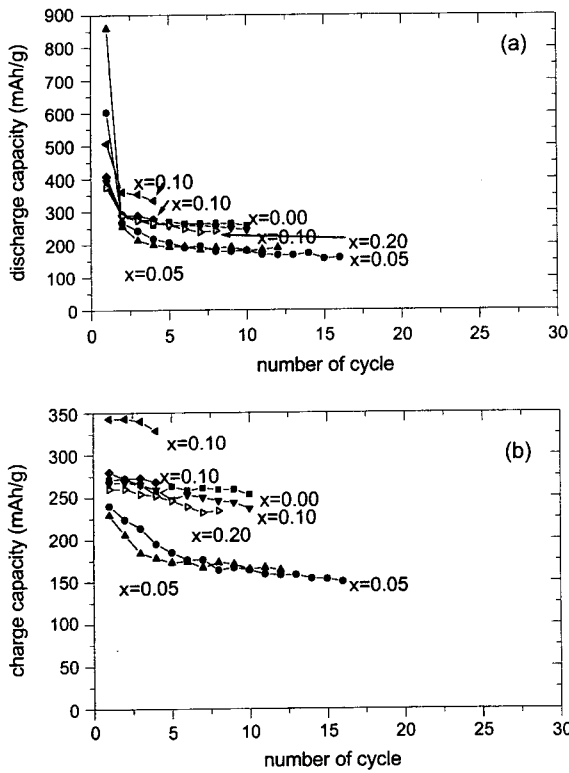 (a)
discharge capacity (mAh/g)
900
800
700
600
500
400
300
200
100
0
x=0.10
x=0.10
x=0.00
x=0.10
x=0.20
x=0.05
x=0.05
0 5 10 15 20 25 30
number of cycle
(b)
charge capacity (mAh/g)
350
300
250
200
150
100
50
0
x=0.10
x=0.10
x=0.00
x=0.10
x=0.20
x=0.05
x=0.05
0 5 10 15 20 25 30
number of cycle